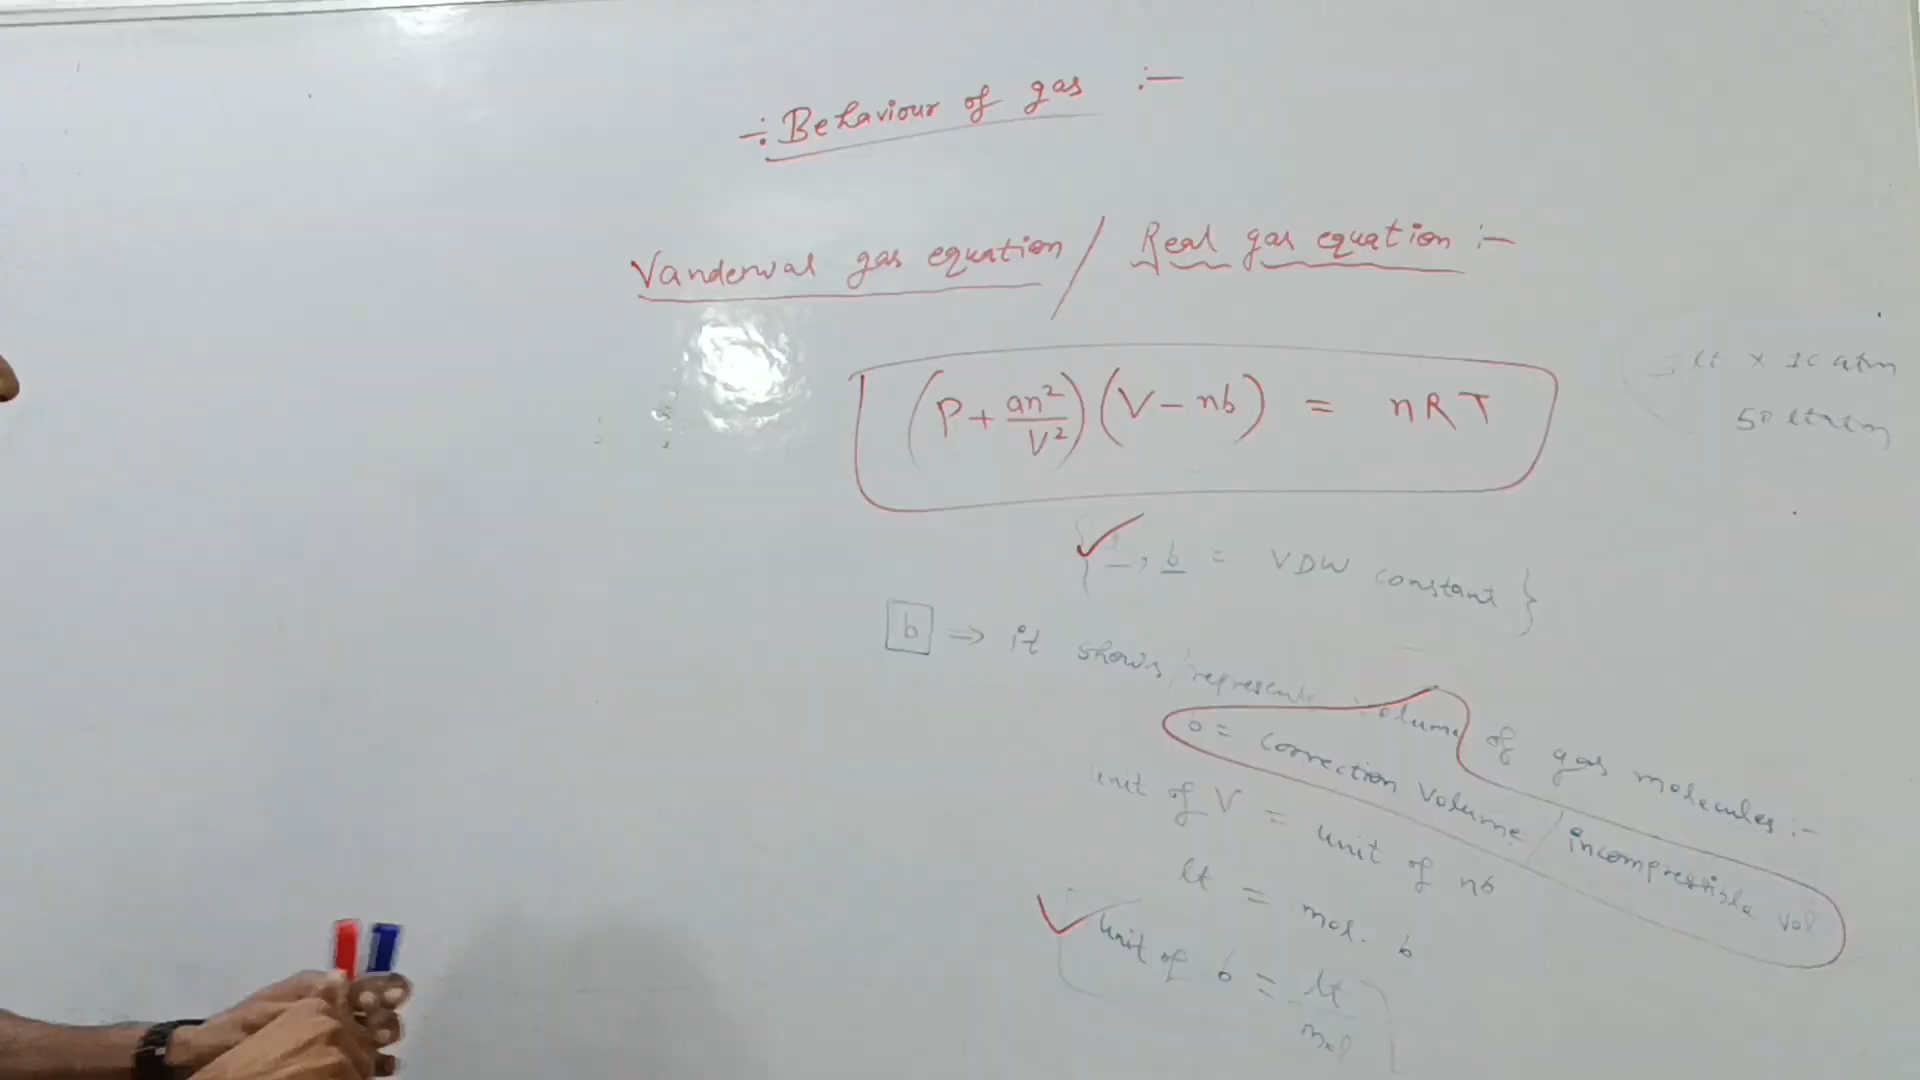 ÷ Behaviour of gas :-
Vanderwal gas equation / Real gas equation :-
(P + an²/V²) (V - nb) = nRT
lt × 10 atm
50 lt atm
{ , b = VDW constant }
b ⇒ it shows represents volume of gas molecules :-
b = correction volume / incompressible vol
unit of V = unit of nb
lt = mol. b
unit of b = lt/mol